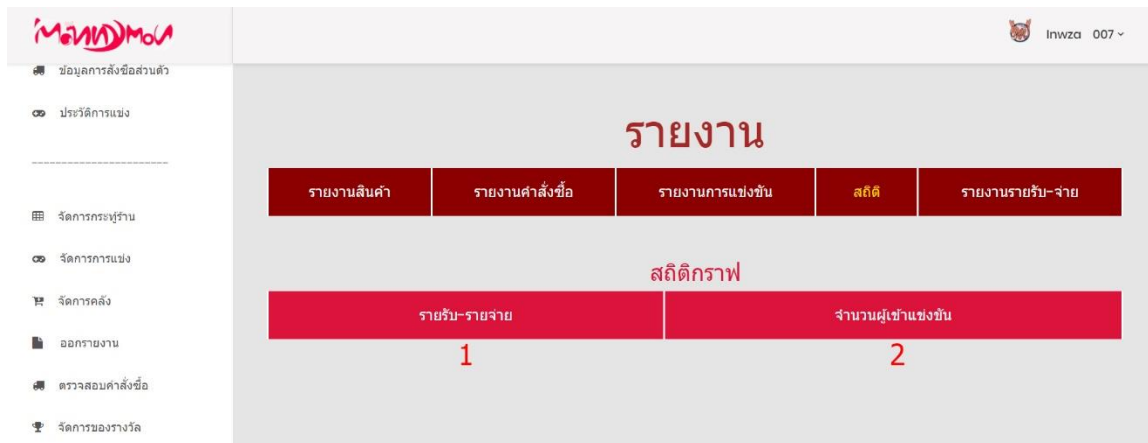 Inwza 007
ข้อมูลการสั่งซื้อส่วนตัว
ประวัติการแข่ง
-----------------------
จัดการกระทู้ร้าน
จัดการการแข่ง
จัดการคลัง
ออกรายงาน
ตรวจสอบคำสั่งซื้อ
จัดการของรางวัล
รายงาน
รายงานสินค้า รายงานคำสั่งซื้อ รายงานการแข่งขัน สถิติ รายงานรายรับ-จ่าย
สถิติกราฟ
รายรับ-รายจ่าย จำนวนผู้เข้าแข่งขัน
1 2